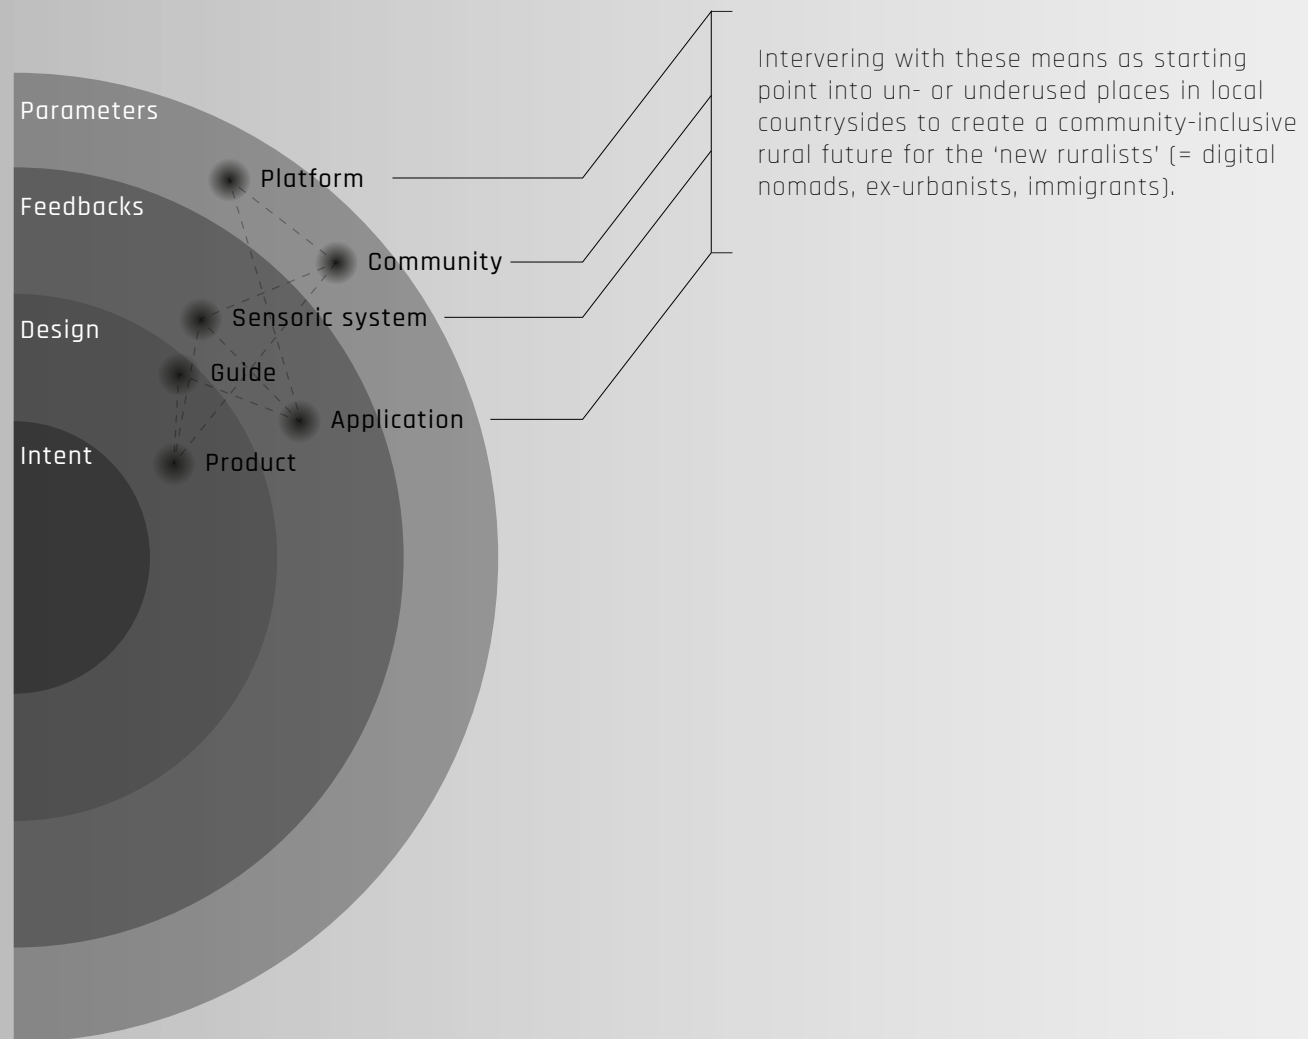 Parameters
Feedbacks
Design
Intent
Platform
Community
Sensoric system
Guide
Application
Product
Intervering with these means as starting
point into un- or underused places in local
countrysides to create a community-inclusive
rural future for the ‘new ruralists’ (= digital
nomads, ex-urbanists, immigrants).